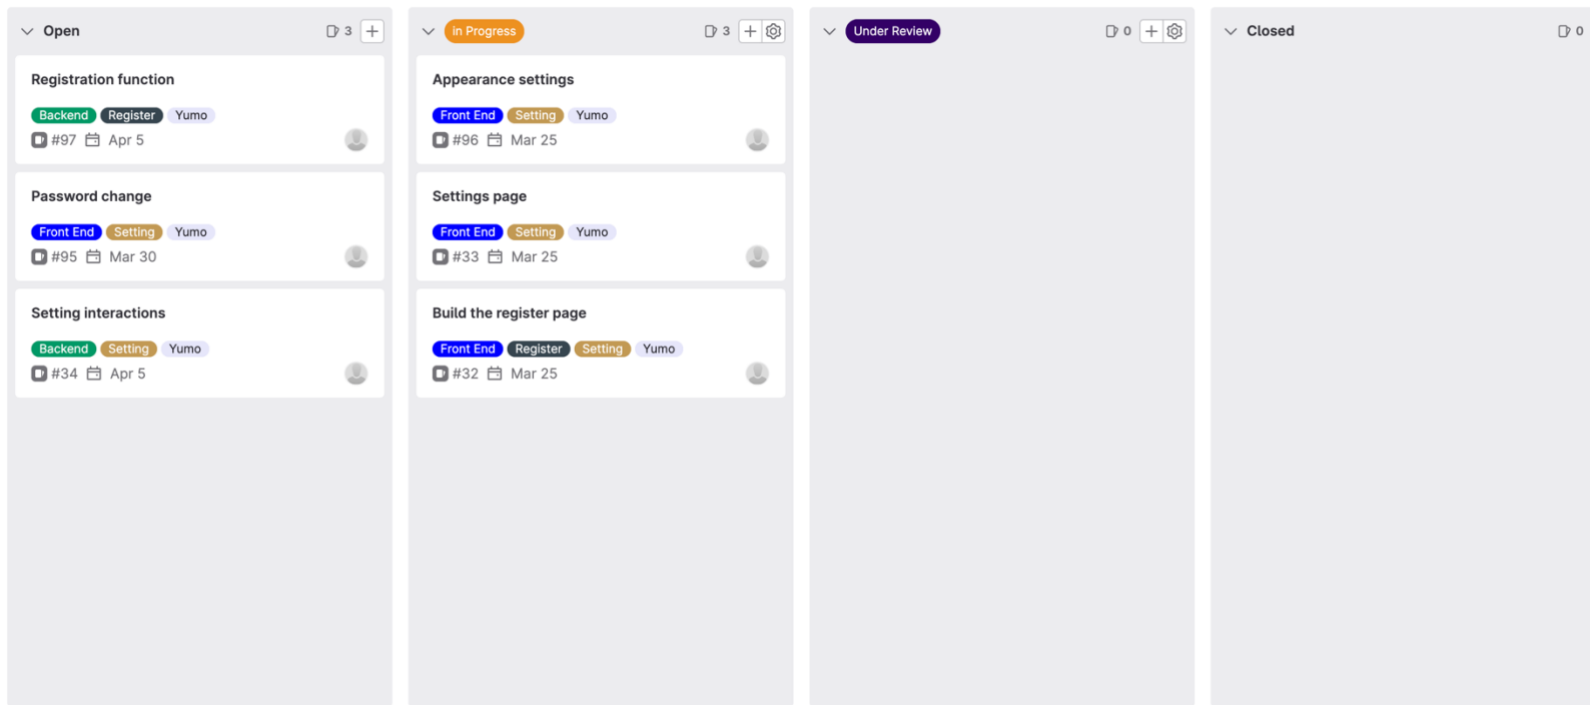 Open 3
Registration function
Backend Register Yumo
#97 Apr 5
Password change
Front End Setting Yumo
#95 Mar 30
Setting interactions
Backend Setting Yumo
#34 Apr 5
in Progress 3
Appearance settings
Front End Setting Yumo
#96 Mar 25
Settings page
Front End Setting Yumo
#33 Mar 25
Build the register page
Front End Register Setting Yumo
#32 Mar 25
Under Review 0
Closed 0